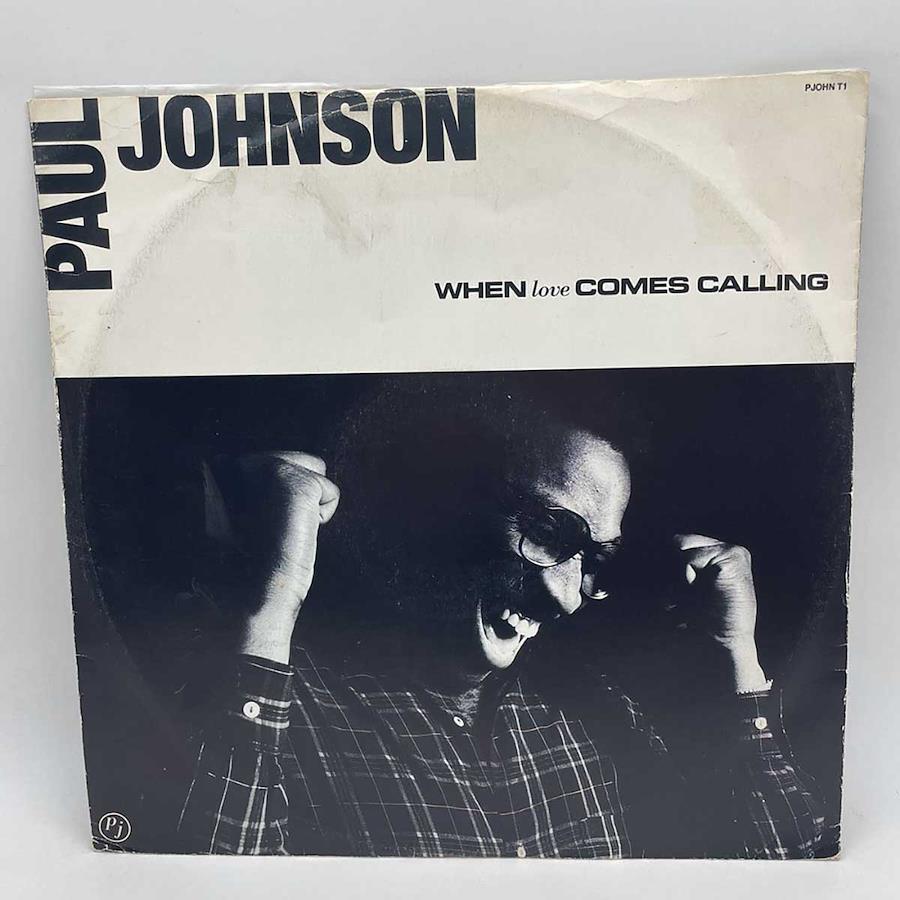 PAUL
JOHNSON
PJOHN T1
WHEN love COMES CALLING
Pj